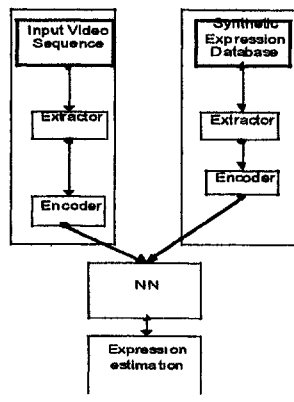 Input Video
Sequence
Extractor
Encoder
Synthetic
Expression
Database
Extractor
Encoder
NN
Expression
estimation